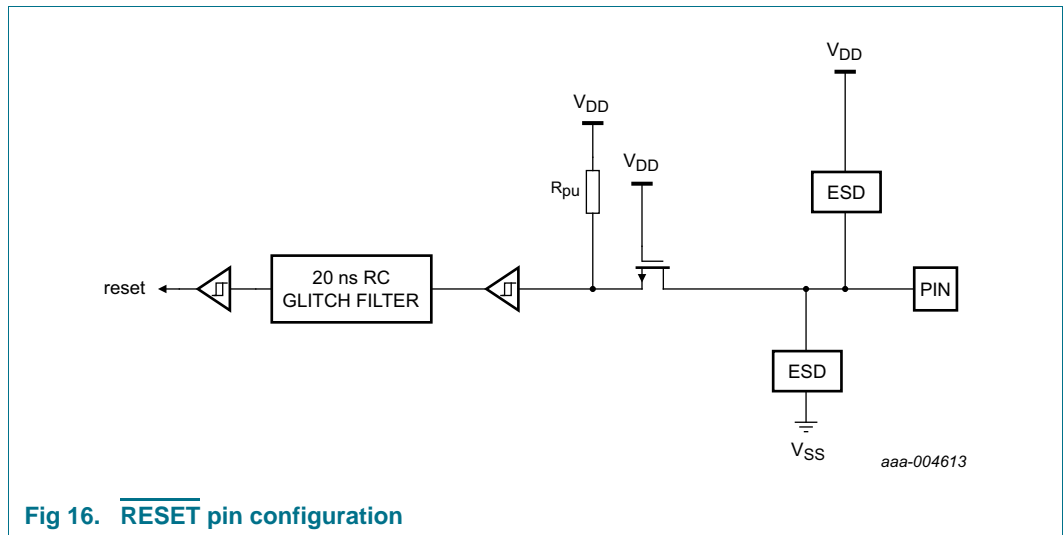 VDD
VDD
VDD
Rpu
ESD
reset
20 ns RC
GLITCH FILTER
PIN
ESD
VSS
aaa-004613
Fig 16. RESET pin configuration